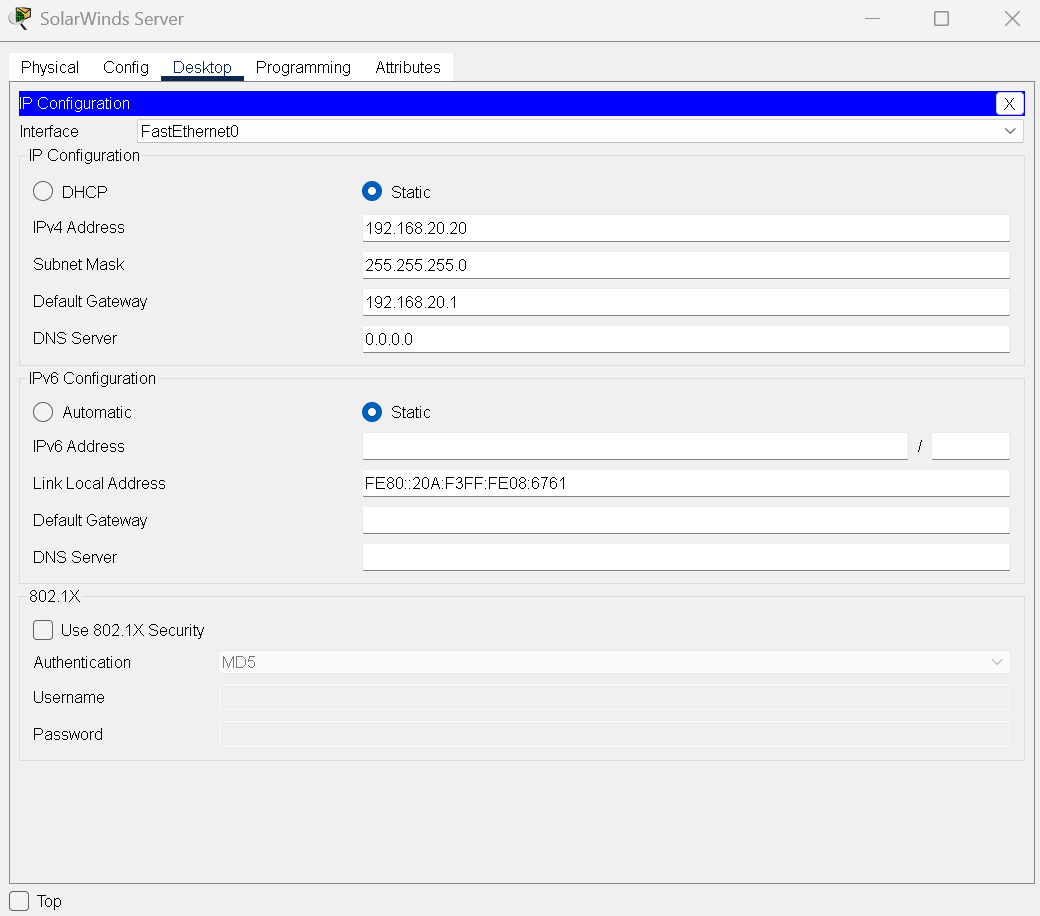 SolarWinds Server
Physical Config Desktop Programming Attributes
IP Configuration X
Interface FastEthernet0
IP Configuration
DHCP Static
IPv4 Address 192.168.20.20
Subnet Mask 255.255.255.0
Default Gateway 192.168.20.1
DNS Server 0.0.0.0
IPv6 Configuration
Automatic Static
IPv6 Address /
Link Local Address FE80::20A:F3FF:FE08:6761
Default Gateway
DNS Server
802.1X
Use 802.1X Security
Authentication MD5
Username
Password
Top